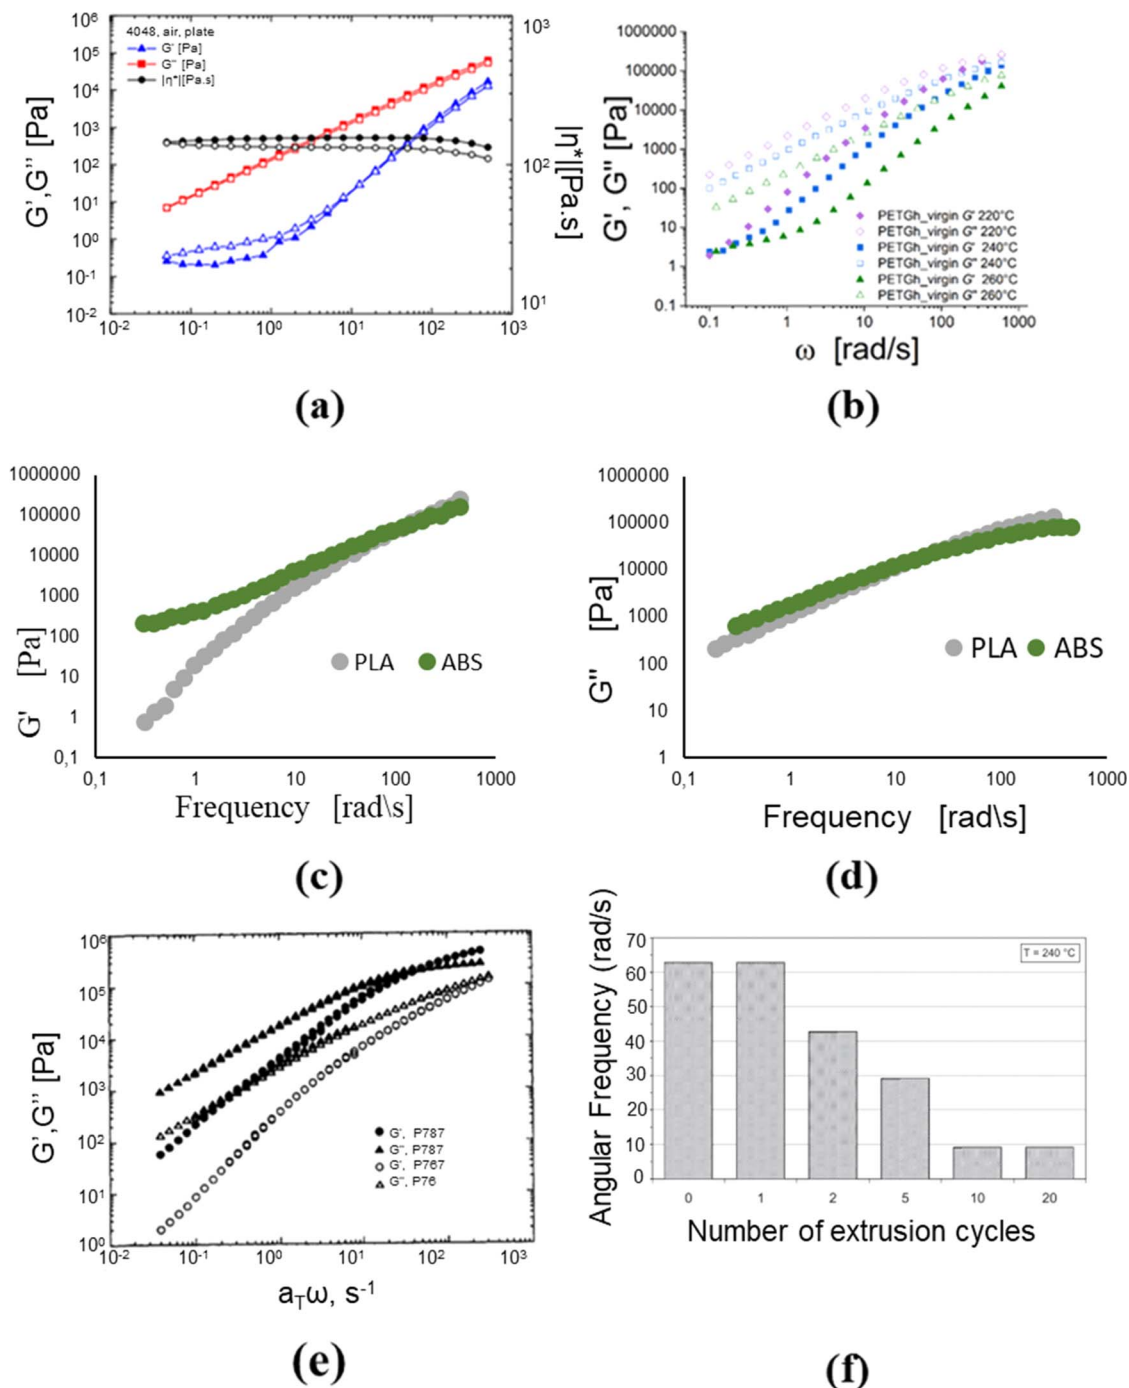 10⁶
10⁵
10⁴
10³
10²
10¹
10⁰
10⁻¹
10⁻²
G',G'' [Pa]
4048, air, plate
G' [Pa]
G'' [Pa]
|η*|[Pa.s]
10³
10²
10¹
|η*|[Pa.s]
10⁻² 10⁻¹ 10⁰ 10¹ 10² 10³
(a)
1000000
100000
10000
1000
100
10
1
0.1
G', G'' [Pa]
PETGh_virgin G' 220°C
PETGh_virgin G'' 220°C
PETGh_virgin G' 240°C
PETGh_virgin G'' 240°C
PETGh_virgin G' 260°C
PETGh_virgin G'' 260°C
0.1 1 10 100 1000
ω [rad/s]
(b)
1000000
100000
10000
1000
100
10
1
0,1
G' [Pa]
PLA ABS
0,1 1 10 100 1000
Frequency [rad\s]
(c)
1000000
100000
10000
1000
100
10
1
G'' [Pa]
PLA ABS
0,1 1 10 100 1000
Frequency [rad\s]
(d)
10⁶
10⁵
10⁴
10³
10²
10¹
10⁰
G',G'' [Pa]
G', P787
G'', P787
G', P767
G'', P76
10⁻² 10⁻¹ 10⁰ 10¹ 10² 10³
a_Tω, s⁻¹
(e)
Angular Frequency (rad/s)
70
60
50
40
30
20
10
0
T = 240 °C
0 1 2 5 10 20
Number of extrusion cycles
(f)